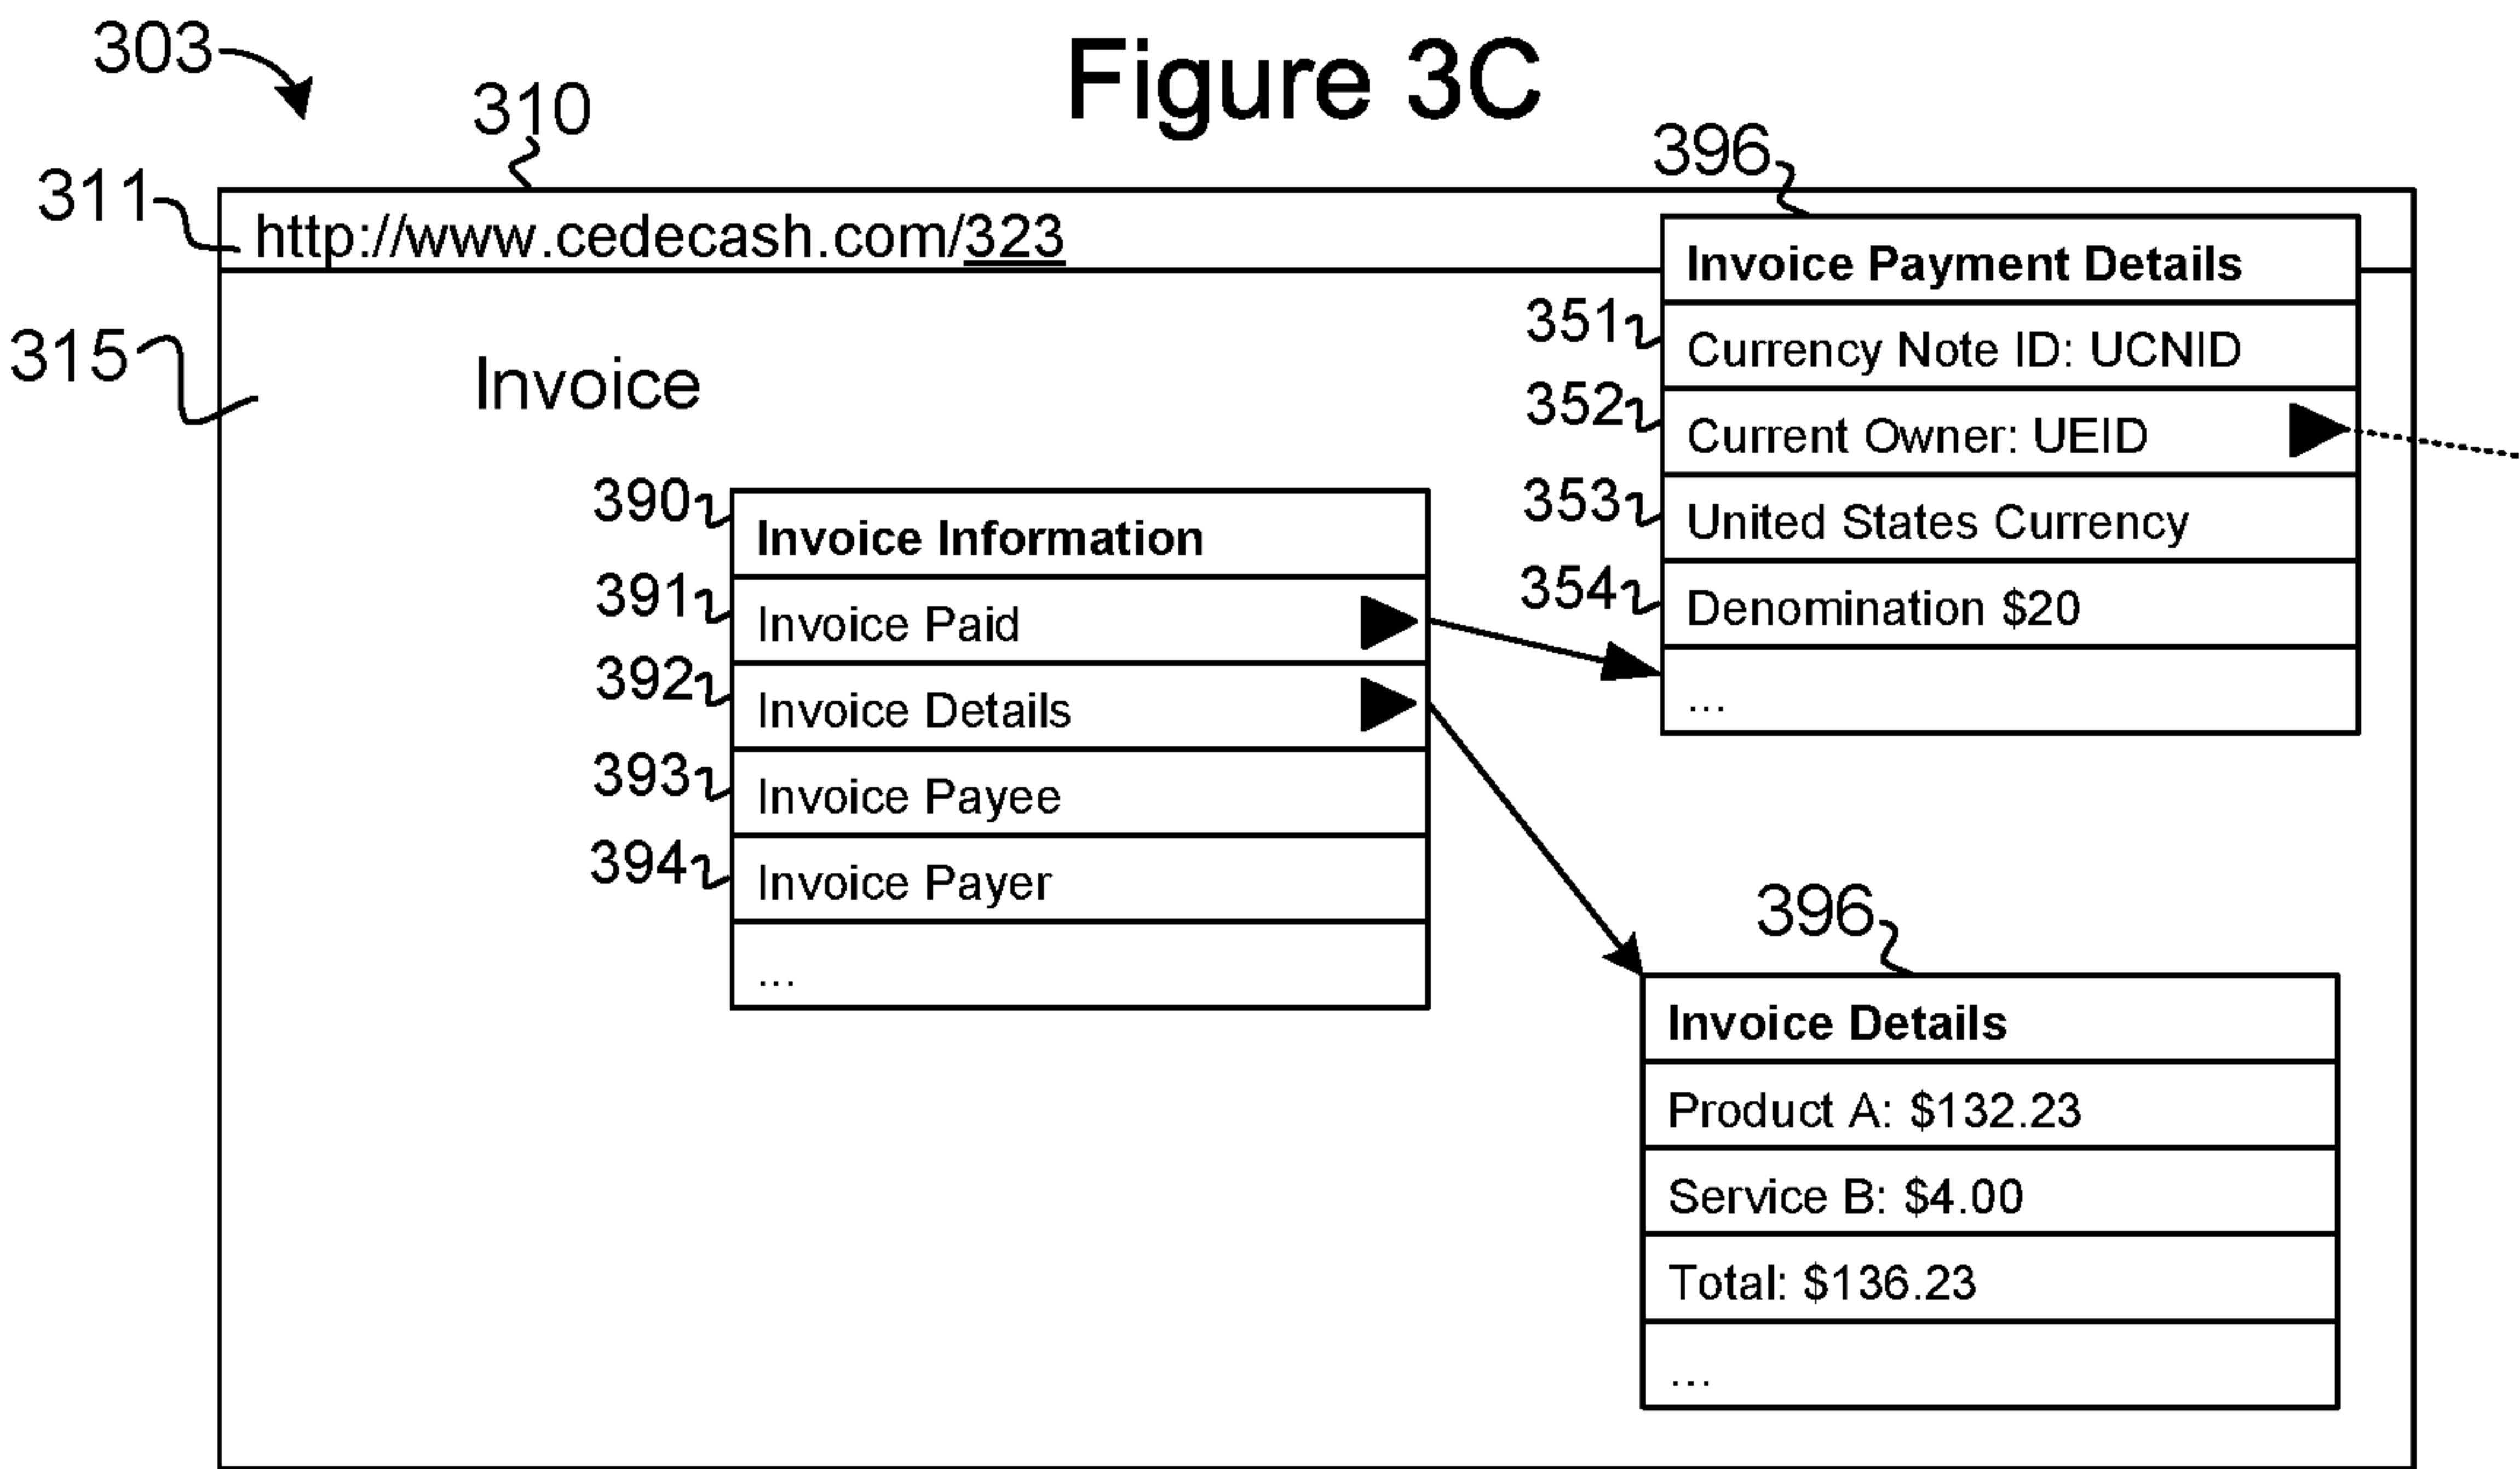 Figure 3C
303
310
311
http://www.cedecash.com/323
315
Invoice
390
Invoice Information
391
Invoice Paid
392
Invoice Details
393
Invoice Payee
394
Invoice Payer
...
396
Invoice Payment Details
351
Currency Note ID: UCNID
352
Current Owner: UEID
353
United States Currency
354
Denomination $20
...
396
Invoice Details
Product A: $132.23
Service B: $4.00
Total: $136.23
...